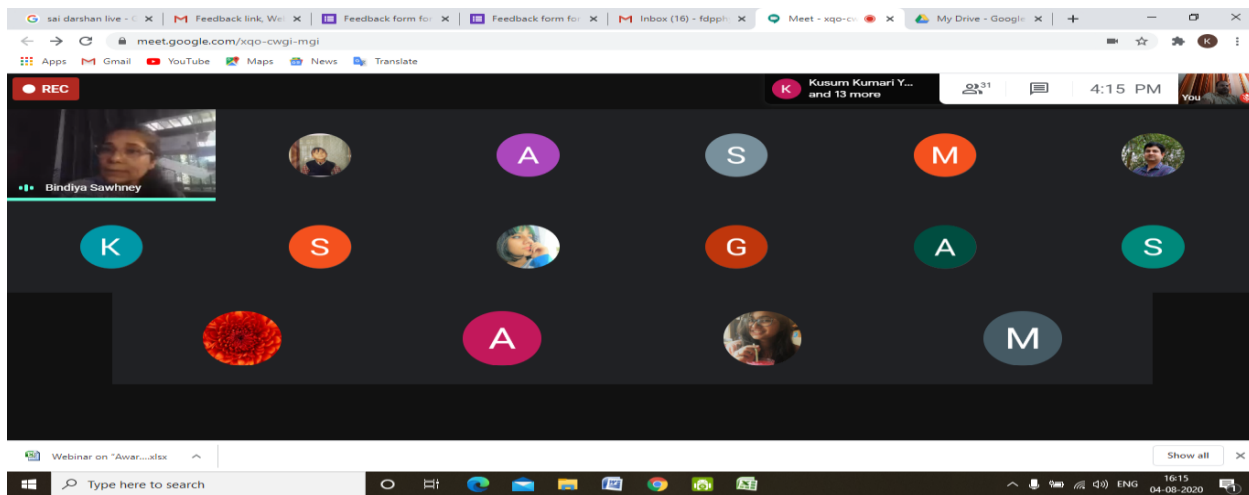 sai darshan live - G
Feedback link, Web
Feedback form for
Feedback form for
Inbox (16) - fdpph
Meet - xqo-cw
My Drive - Google
meet.google.com/xqo-cwgi-mgi
K
Apps Gmail YouTube Maps News Translate
REC
K
Kusum Kumari Y...
and 13 more
31
4:15 PM
You
Bindiya Sawhney
A
S
M
K
S
G
A
S
A
M
Webinar on "Awar....xlsx
Show all
Type here to search
ENG
16:15
04-08-2020
1